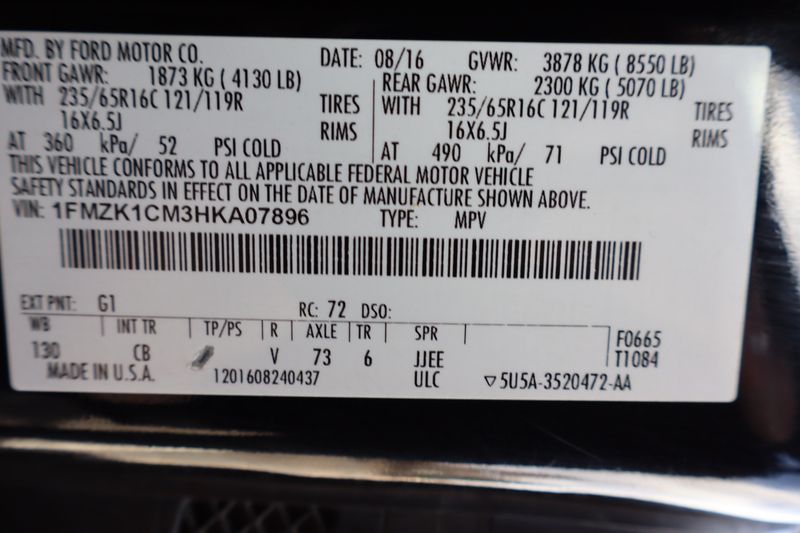 MFD. BY FORD MOTOR CO. DATE: 08/16 GVWR: 3878 KG ( 8550 LB)
FRONT GAWR: 1873 KG ( 4130 LB) REAR GAWR: 2300 KG ( 5070 LB)
WITH 235/65R16C 121/119R TIRES WITH 235/65R16C 121/119R TIRES
16X6.5J RIMS 16X6.5J RIMS
AT 360 kPa/ 52 PSI COLD AT 490 kPa/ 71 PSI COLD
THIS VEHICLE CONFORMS TO ALL APPLICABLE FEDERAL MOTOR VEHICLE
SAFETY STANDARDS IN EFFECT ON THE DATE OF MANUFACTURE SHOWN ABOVE.
VIN: 1FMZK1CM3HKA07896 TYPE: MPV
EXT PNT: G1 RC: 72 DSO:
WB INT TR TP/PS R AXLE TR SPR F0665
130 CB V 73 6 JJEE T1084
MADE IN U.S.A. 1201608240437 ULC ▽5U5A-3520472-AA